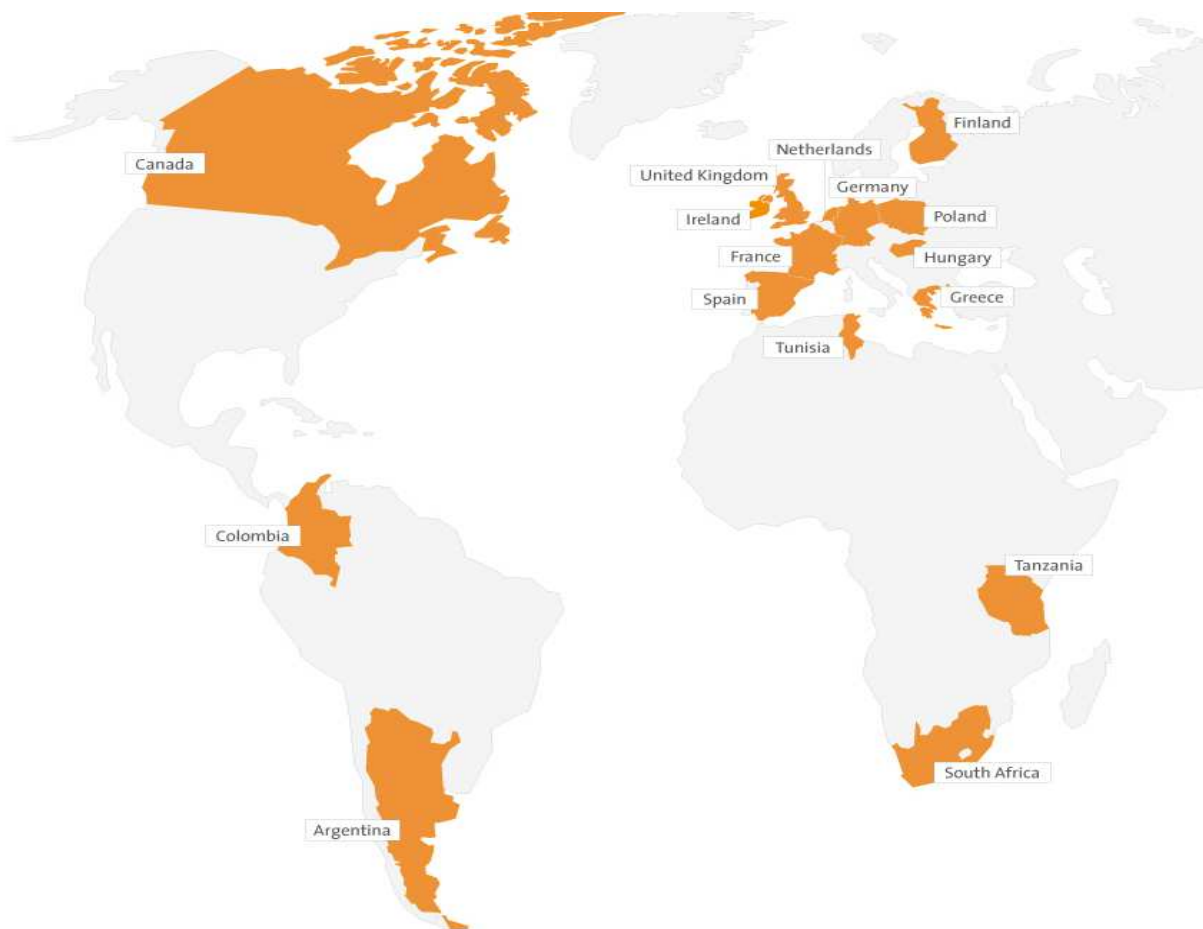 Finland
Netherlands
Canada
United Kingdom
Germany
Ireland
Poland
France
Hungary
Spain
Greece
Tunisia
Colombia
Tanzania
South Africa
Argentina